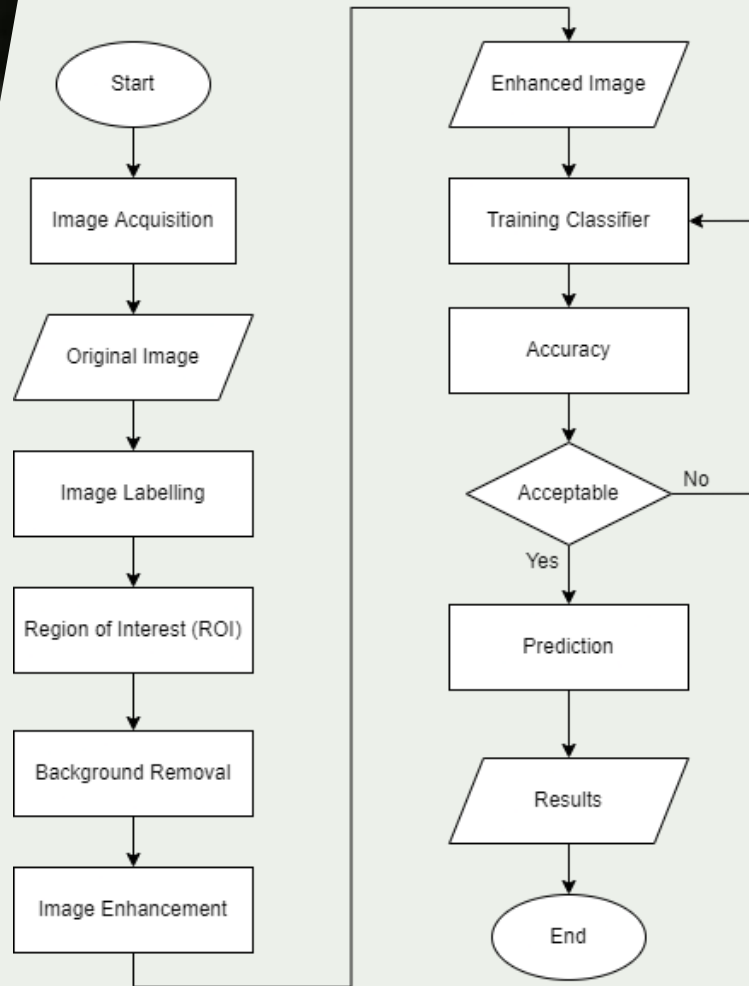 Start
Image Acquisition
Original Image
Image Labelling
Region of Interest (ROI)
Background Removal
Image Enhancement
Enhanced Image
Training Classifier
Accuracy
Acceptable
No
Yes
Prediction
Results
End